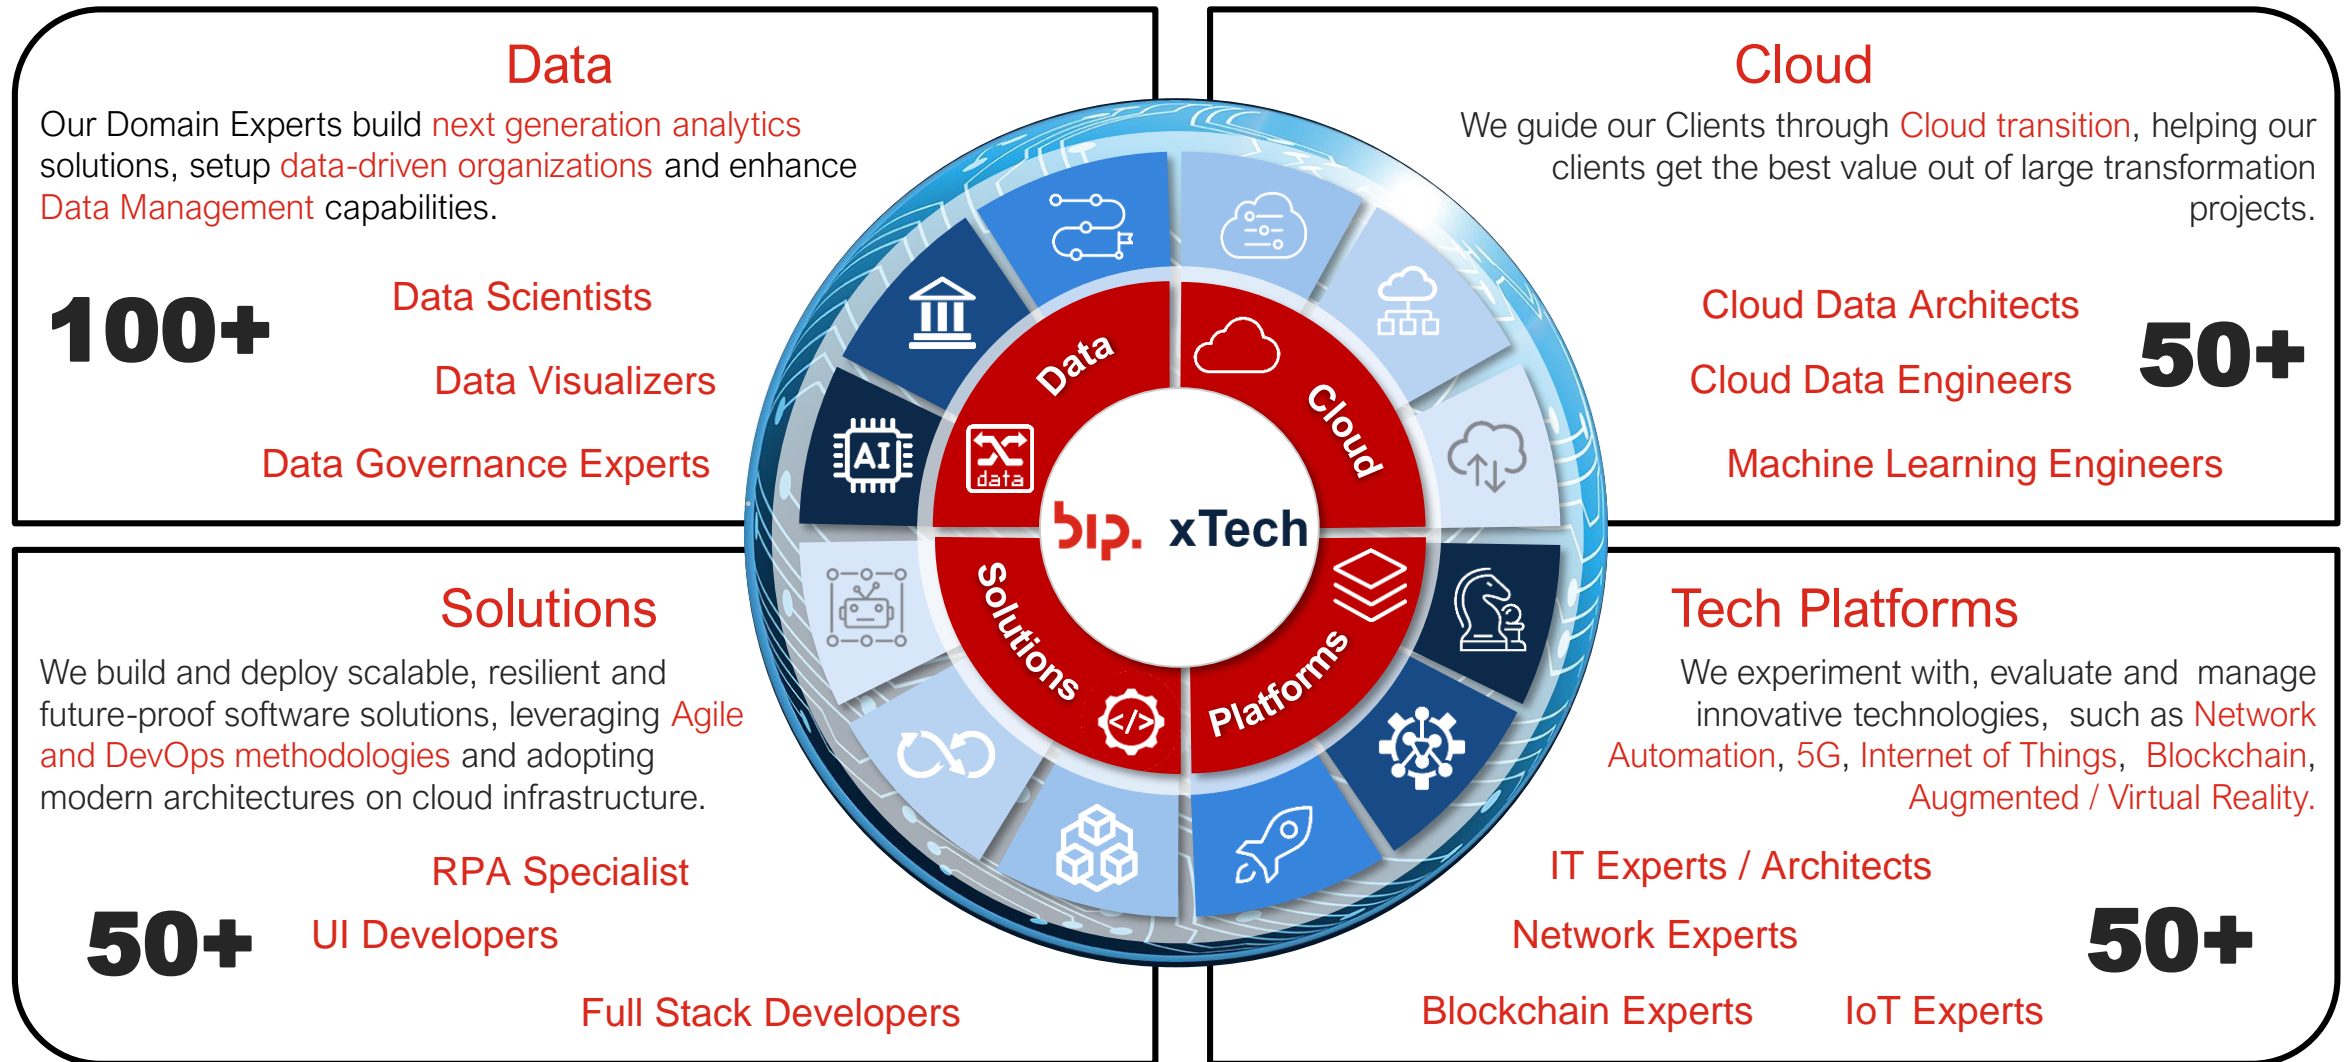 Data
Our Domain Experts build next generation analytics
solutions, setup data-driven organizations and enhance
Data Management capabilities.
100+
Data Scientists
Data Visualizers
Data Governance Experts
Cloud
We guide our Clients through Cloud transition, helping our
clients get the best value out of large transformation
projects.
Cloud Data Architects
Cloud Data Engineers
50+
Machine Learning Engineers
Data
Cloud
AI
data
bip. xTech
Solutions
Platforms
</>
Solutions
We build and deploy scalable, resilient and
future-proof software solutions, leveraging Agile
and DevOps methodologies and adopting
modern architectures on cloud infrastructure.
RPA Specialist
50+
UI Developers
Full Stack Developers
Tech Platforms
We experiment with, evaluate and manage
innovative technologies, such as Network
Automation, 5G, Internet of Things, Blockchain,
Augmented / Virtual Reality.
IT Experts / Architects
Network Experts
50+
Blockchain Experts
IoT Experts